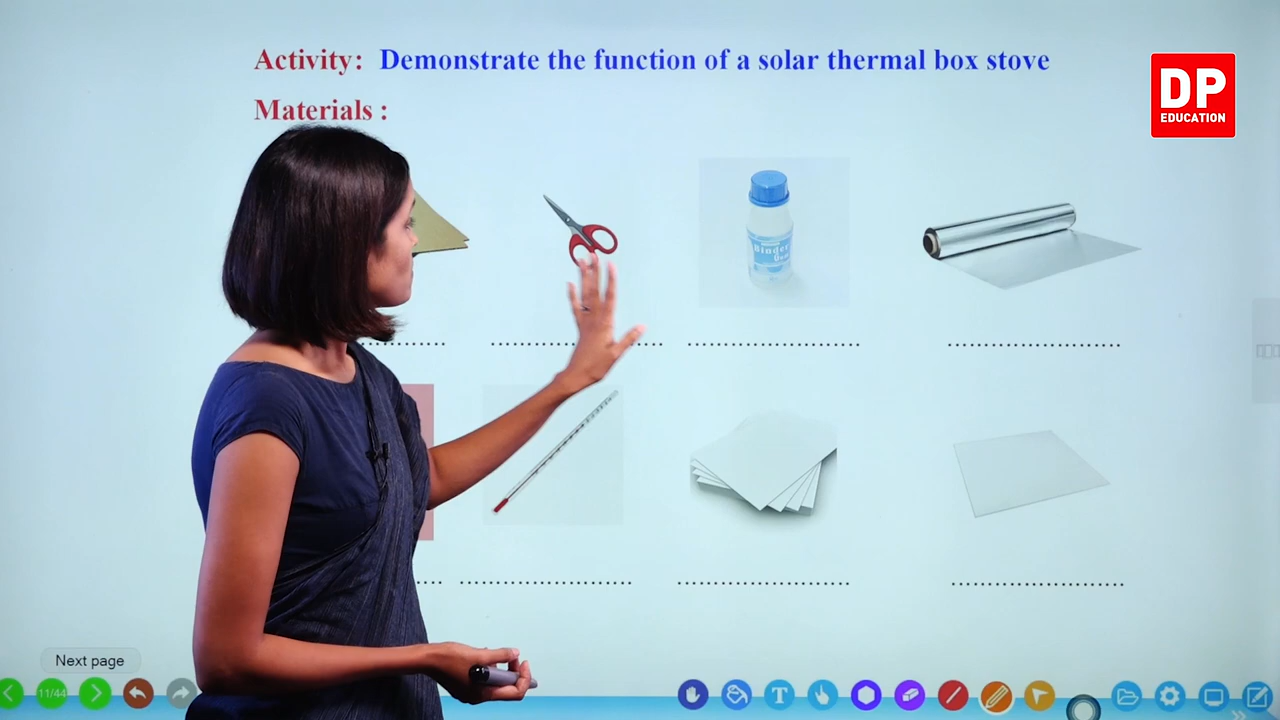 Activity: Demonstrate the function of a solar thermal box stove
Materials :
DP
EDUCATION
Binder
Next page
11/44
T